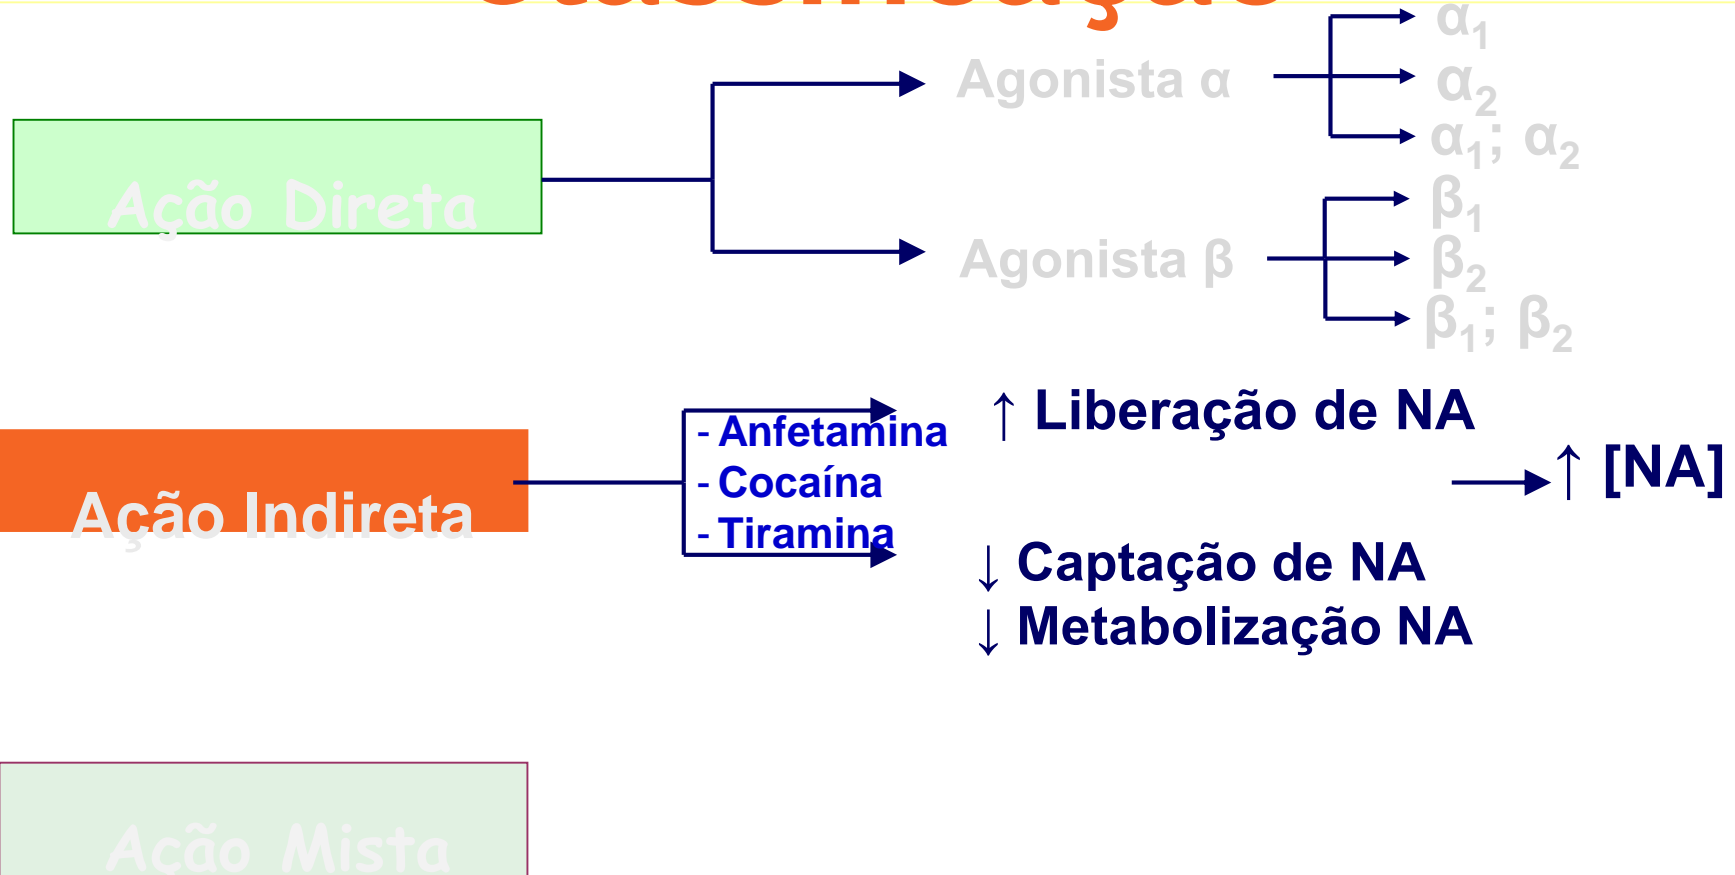 Classificação
Agonista α
α₁
α₂
α₁; α₂
Ação Direta
Agonista β
β₁
β₂
β₁; β₂
Ação Indireta
- Anfetamina
- Cocaína
- Tiramina
↑ Liberação de NA
↓ Captação de NA
↓ Metabolização NA
↑ [NA]
Ação Mista